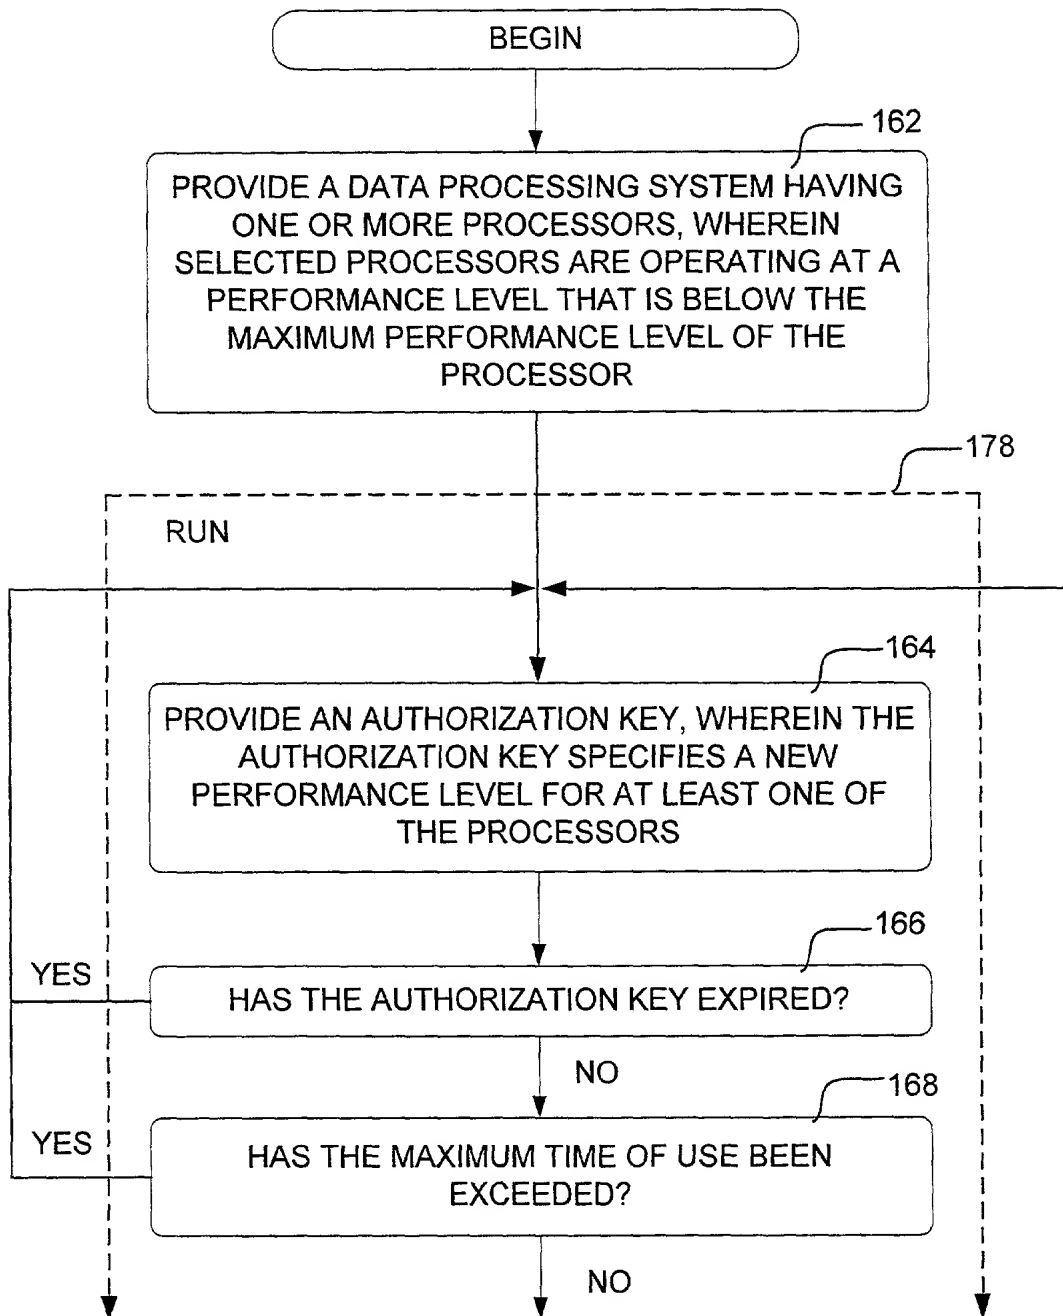 BEGIN
162
PROVIDE A DATA PROCESSING SYSTEM HAVING
ONE OR MORE PROCESSORS, WHEREIN
SELECTED PROCESSORS ARE OPERATING AT A
PERFORMANCE LEVEL THAT IS BELOW THE
MAXIMUM PERFORMANCE LEVEL OF THE
PROCESSOR
178
RUN
164
PROVIDE AN AUTHORIZATION KEY, WHEREIN THE
AUTHORIZATION KEY SPECIFIES A NEW
PERFORMANCE LEVEL FOR AT LEAST ONE OF
THE PROCESSORS
166
YES
HAS THE AUTHORIZATION KEY EXPIRED?
NO
168
YES
HAS THE MAXIMUM TIME OF USE BEEN
EXCEEDED?
NO